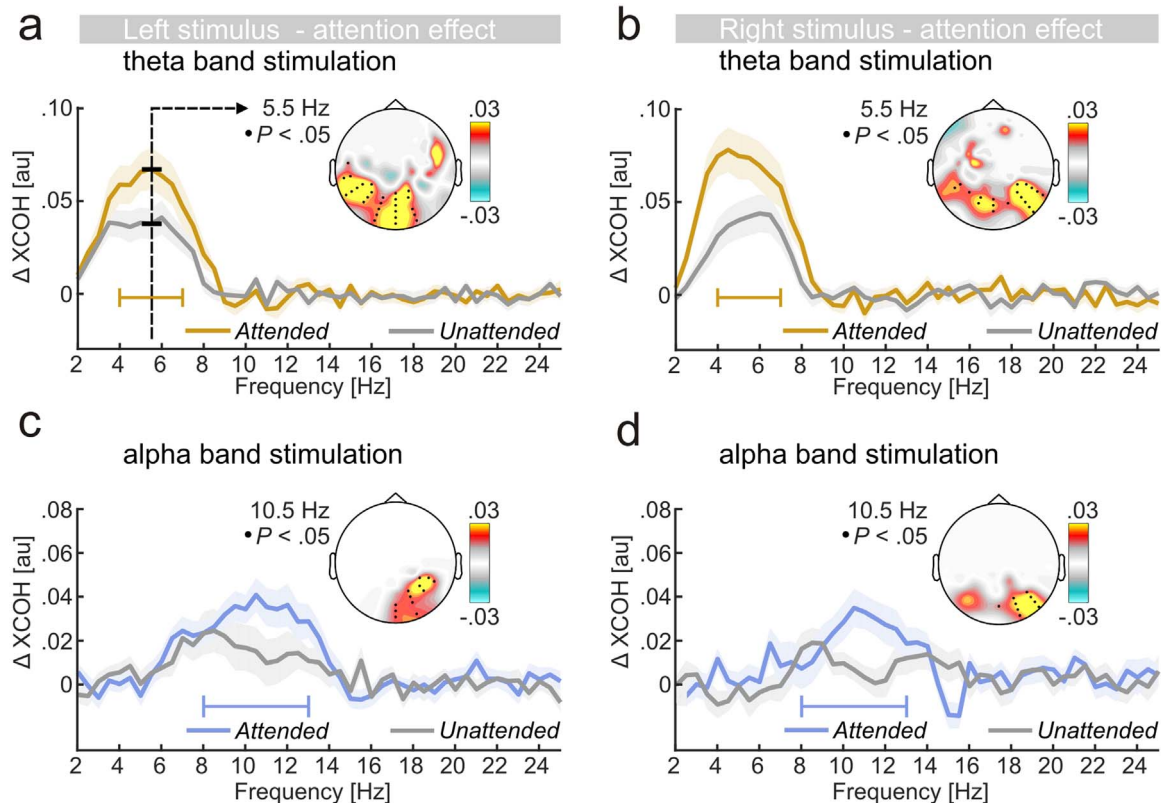 a
Left stimulus - attention effect
theta band stimulation
.10
.05
0
Δ XCOH [au]
5.5 Hz
• P < .05
.03
-.03
Attended
Unattended
2 4 6 8 10 12 14 16 18 20 22 24
Frequency [Hz]
b
Right stimulus - attention effect
theta band stimulation
.10
.05
0
Δ XCOH [au]
5.5 Hz
• P < .05
.03
-.03
Attended
Unattended
2 4 6 8 10 12 14 16 18 20 22 24
Frequency [Hz]
c
alpha band stimulation
.08
.06
.04
.02
0
Δ XCOH [au]
10.5 Hz
• P < .05
.03
-.03
Attended
Unattended
2 4 6 8 10 12 14 16 18 20 22 24
Frequency [Hz]
d
alpha band stimulation
.08
.06
.04
.02
0
Δ XCOH [au]
10.5 Hz
• P < .05
.03
-.03
Attended
Unattended
2 4 6 8 10 12 14 16 18 20 22 24
Frequency [Hz]